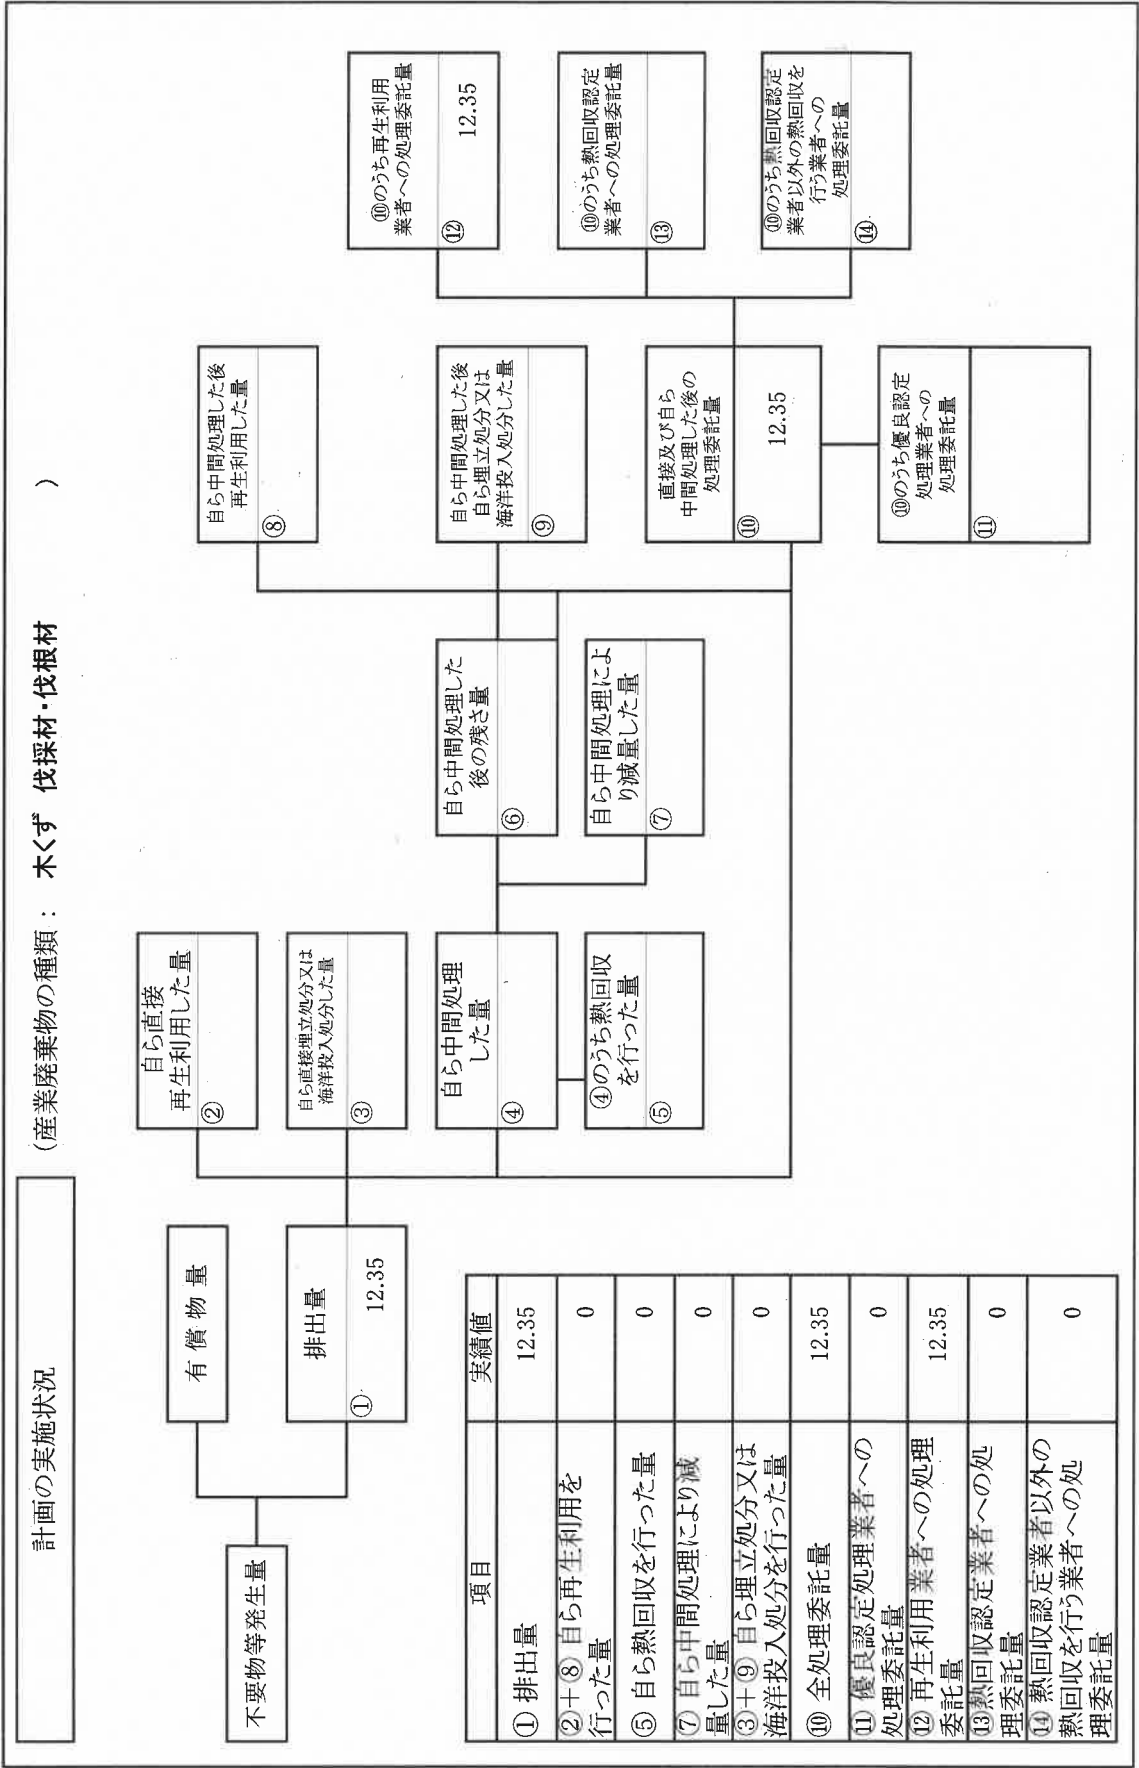 計画の実施状況
(産業廃棄物の種類： 木くず 伐採材・伐根材 )
不要物等発生量
有償物量
排出量
①
12.35
自ら直接
再生利用した量
②
自ら直接埋立処分又は
海洋投入処分した量
③
自ら中間処理
した量
④
④のうち熱回収
を行った量
⑤
自ら中間処理した
後の残さ量
⑥
自ら中間処理によ
り減量した量
⑦
自ら中間処理した後
再生利用した量
⑧
自ら中間処理した後
自ら埋立処分又は
海洋投入処分した量
⑨
直接及び自ら
中間処理した後の
処理委託量
⑩
12.35
⑩のうち優良認定
処理業者への
処理委託量
⑪
⑩のうち再生利用
業者への処理委託量
⑫
12.35
⑩のうち熱回収認定
業者への処理委託量
⑬
⑩のうち熱回収認定
業者以外の熱回収を
行う業者への
処理委託量
⑭
項目 実績値
① 排出量 12.35
②＋⑧ 自ら再生利用を
行った量 0
⑤ 自ら熱回収を行った量 0
⑦ 自ら中間処理により減
量した量 0
③＋⑨ 自ら埋立処分又は
海洋投入処分を行った量 0
⑩ 全処理委託量 12.35
⑪ 優良認定処理業者への
処理委託量 0
⑫ 再生利用業者への処理
委託量 12.35
⑬熱回収認定業者への処
理委託量 0
⑭ 熱回収認定業者以外の
熱回収を行う業者への処
理委託量 0